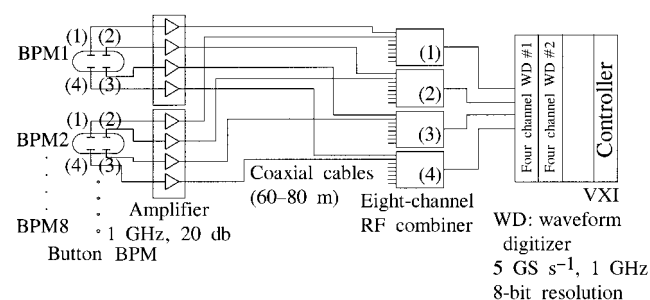 (1) (2)
BPM1
(4) (3)
(1) (2)
BPM2
(4) (3)
BPM8
Button BPM
Amplifier
1 GHz, 20 db
Coaxial cables
(60–80 m)
(1)
(2)
(3)
(4)
Eight-channel
RF combiner
Four channel WD #1
Four channel WD #2
Controller
VXI
WD: waveform
digitizer
5 GS s⁻¹, 1 GHz
8-bit resolution